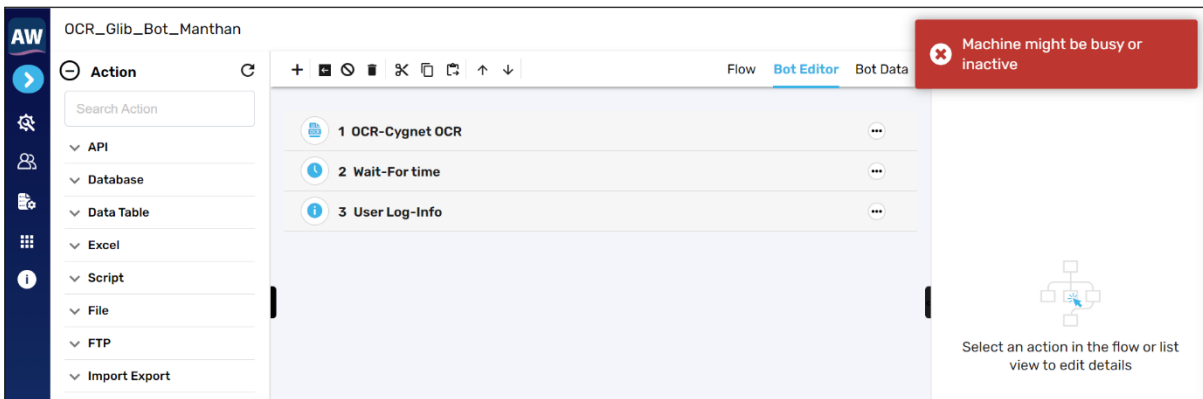 AW
OCR_Glib_Bot_Manthan
Machine might be busy or
inactive
Action
Flow Bot Editor Bot Data
Search Action
API
Database
Data Table
Excel
Script
File
FTP
Import Export
1 OCR-Cygnet OCR
2 Wait-For time
3 User Log-Info
Select an action in the flow or list
view to edit details